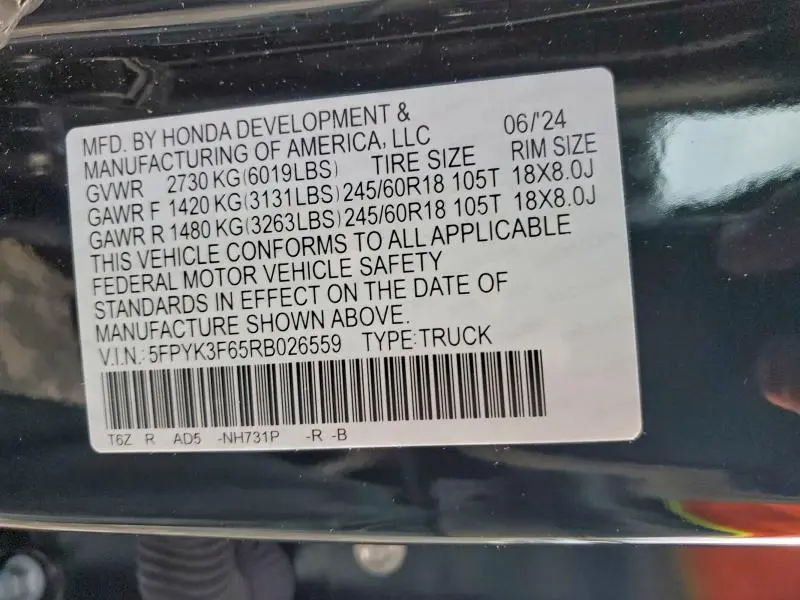 MFD. BY HONDA DEVELOPMENT & 06/'24
MANUFACTURING OF AMERICA, LLC
GVWR 2730 KG(6019LBS) TIRE SIZE RIM SIZE
GAWR F 1420 KG(3131LBS) 245/60R18 105T 18X8.0J
GAWR R 1480 KG(3263LBS) 245/60R18 105T 18X8.0J
THIS VEHICLE CONFORMS TO ALL APPLICABLE
FEDERAL MOTOR VEHICLE SAFETY
STANDARDS IN EFFECT ON THE DATE OF
MANUFACTURE SHOWN ABOVE.
V.I.N.: 5FPYK3F65RB026559 TYPE:TRUCK
T6Z R AD5 -NH731P -R -B